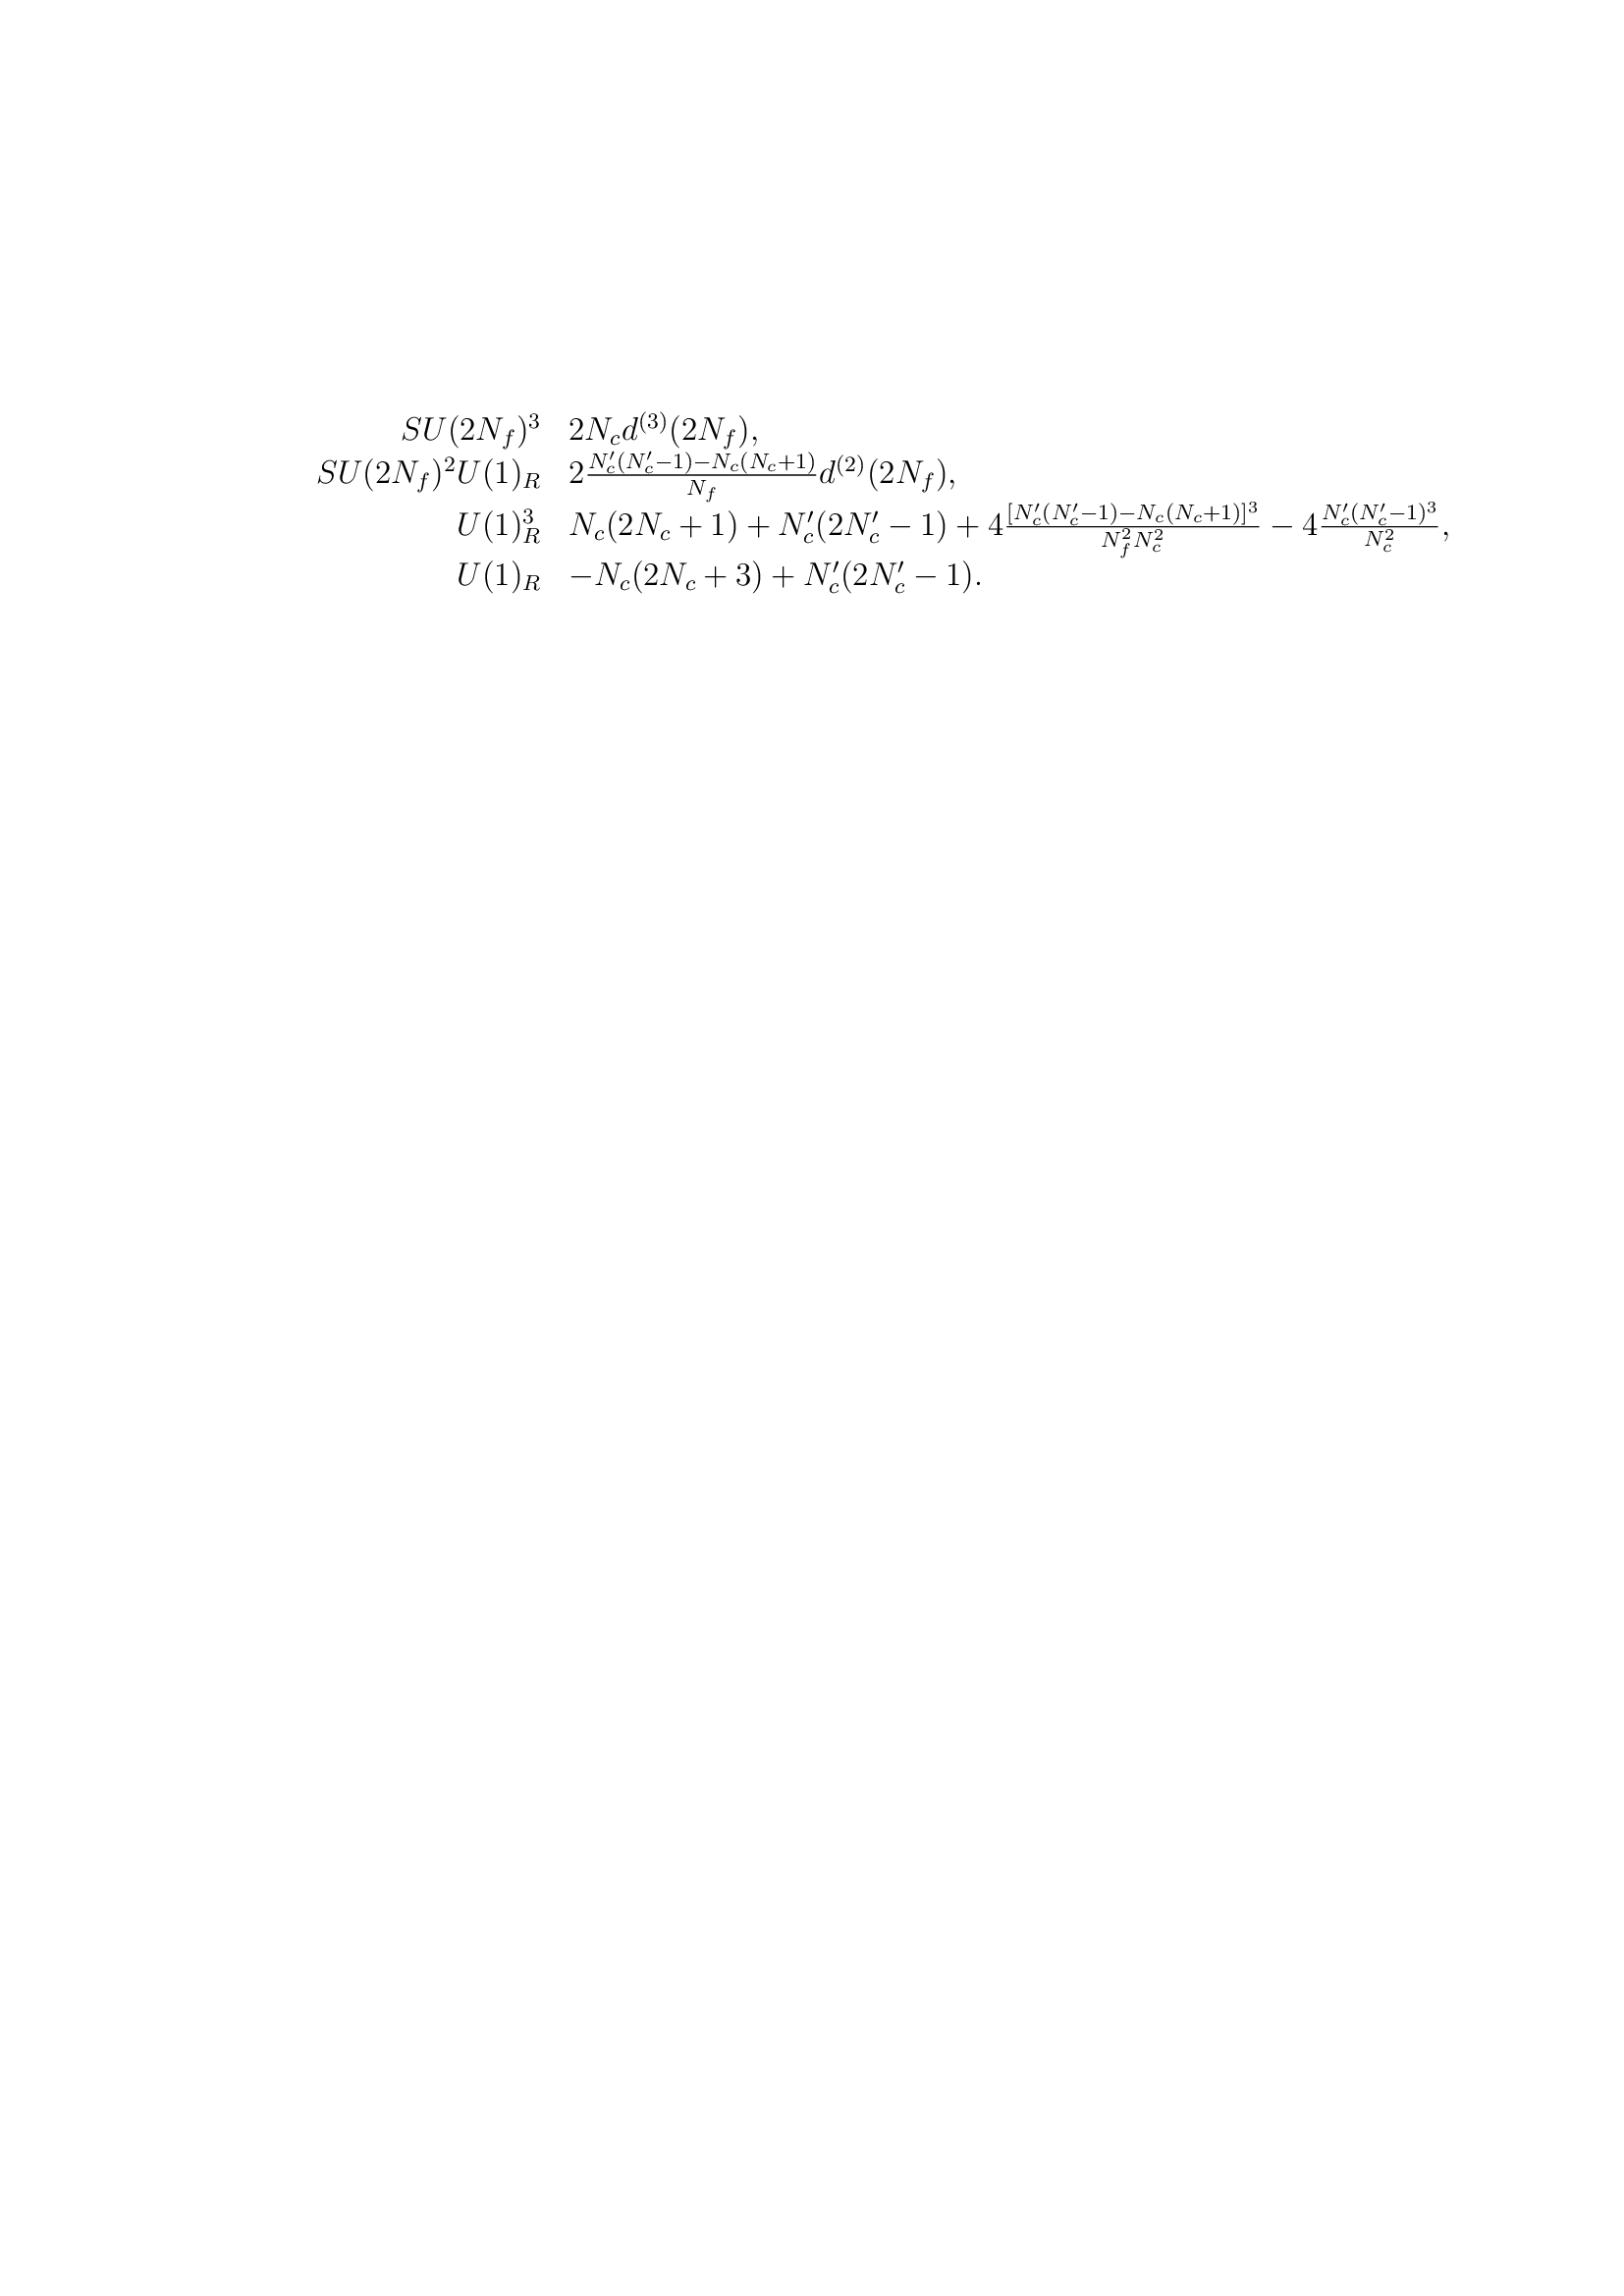 $SU(2N_f)^3 \quad 2N_c d^{(3)}(2N_f),$
$SU(2N_f)^2 U(1)_R \quad 2\frac{N_c'(N_c'-1)-N_c(N_c+1)}{N_f} d^{(2)}(2N_f),$
$U(1)_R^3 \quad N_c(2N_c+1) + N_c'(2N_c'-1) + 4\frac{[N_c'(N_c'-1)-N_c(N_c+1)]^3}{N_f^2 N_c^2} - 4\frac{N_c'(N_c'-1)^3}{N_c^2},$
$U(1)_R \quad -N_c(2N_c+3) + N_c'(2N_c'-1).$